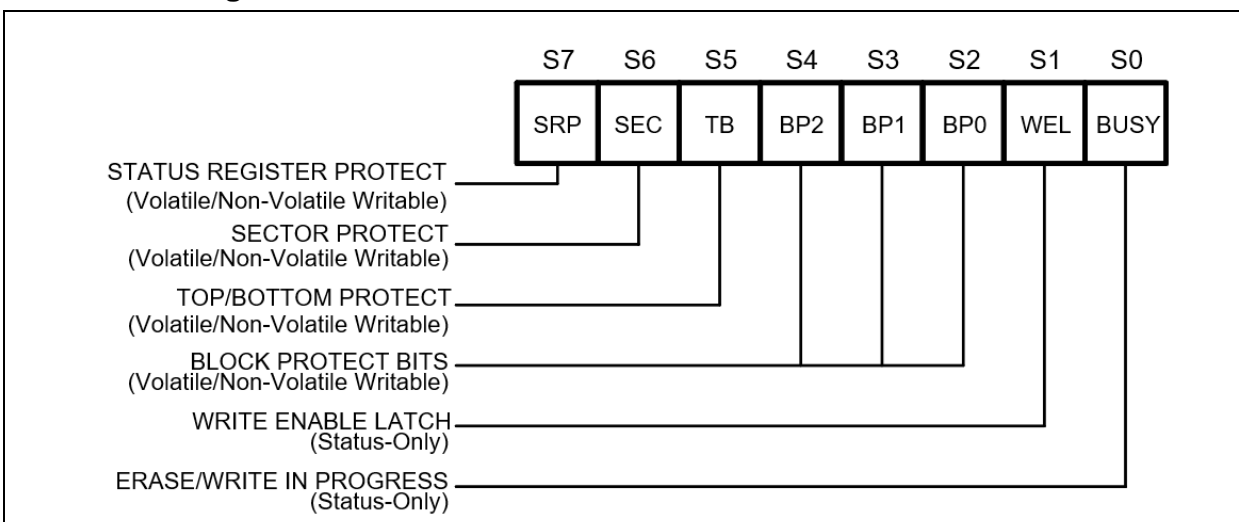 S7 S6 S5 S4 S3 S2 S1 S0
SRP SEC TB BP2 BP1 BP0 WEL BUSY
STATUS REGISTER PROTECT
(Volatile/Non-Volatile Writable)
SECTOR PROTECT
(Volatile/Non-Volatile Writable)
TOP/BOTTOM PROTECT
(Volatile/Non-Volatile Writable)
BLOCK PROTECT BITS
(Volatile/Non-Volatile Writable)
WRITE ENABLE LATCH
(Status-Only)
ERASE/WRITE IN PROGRESS
(Status-Only)